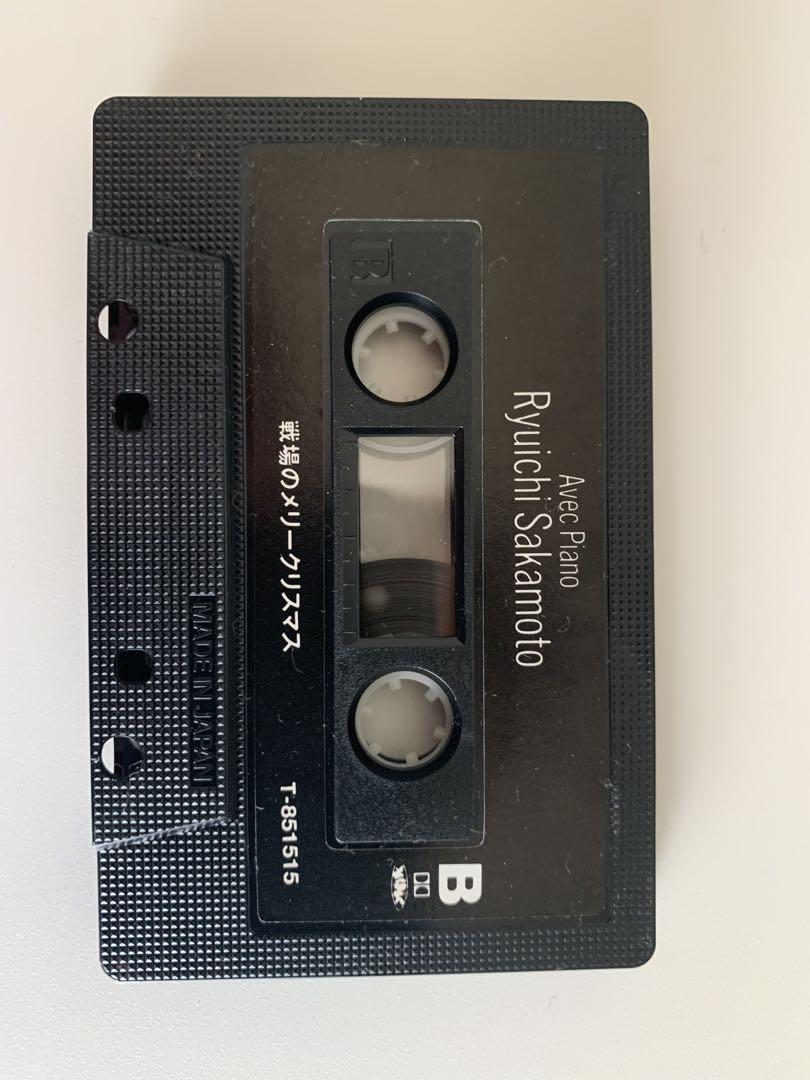 Avec Piano
Ryuichi Sakamoto
B
戦場のメリークリスマス
T-851515
B
MADE IN JAPAN